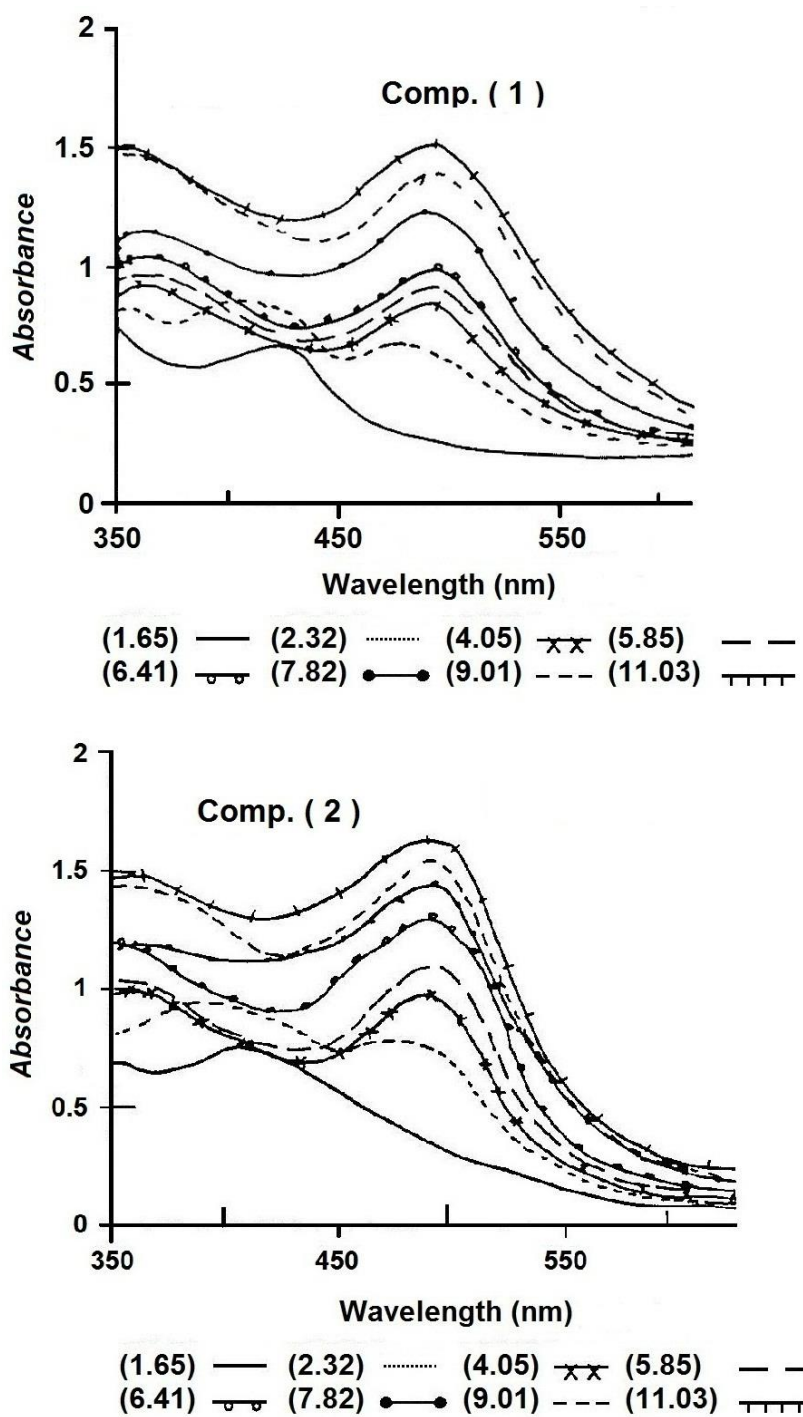 2
Comp. ( 1 )
1.5
Absorbance
1
0.5
0
350 450 550
Wavelength (nm)
(1.65) (2.32) (4.05) (5.85)
(6.41) (7.82) (9.01) (11.03)
2
Comp. ( 2 )
1.5
Absorbance
1
0.5
0
350 450 550
Wavelength (nm)
(1.65) (2.32) (4.05) (5.85)
(6.41) (7.82) (9.01) (11.03)